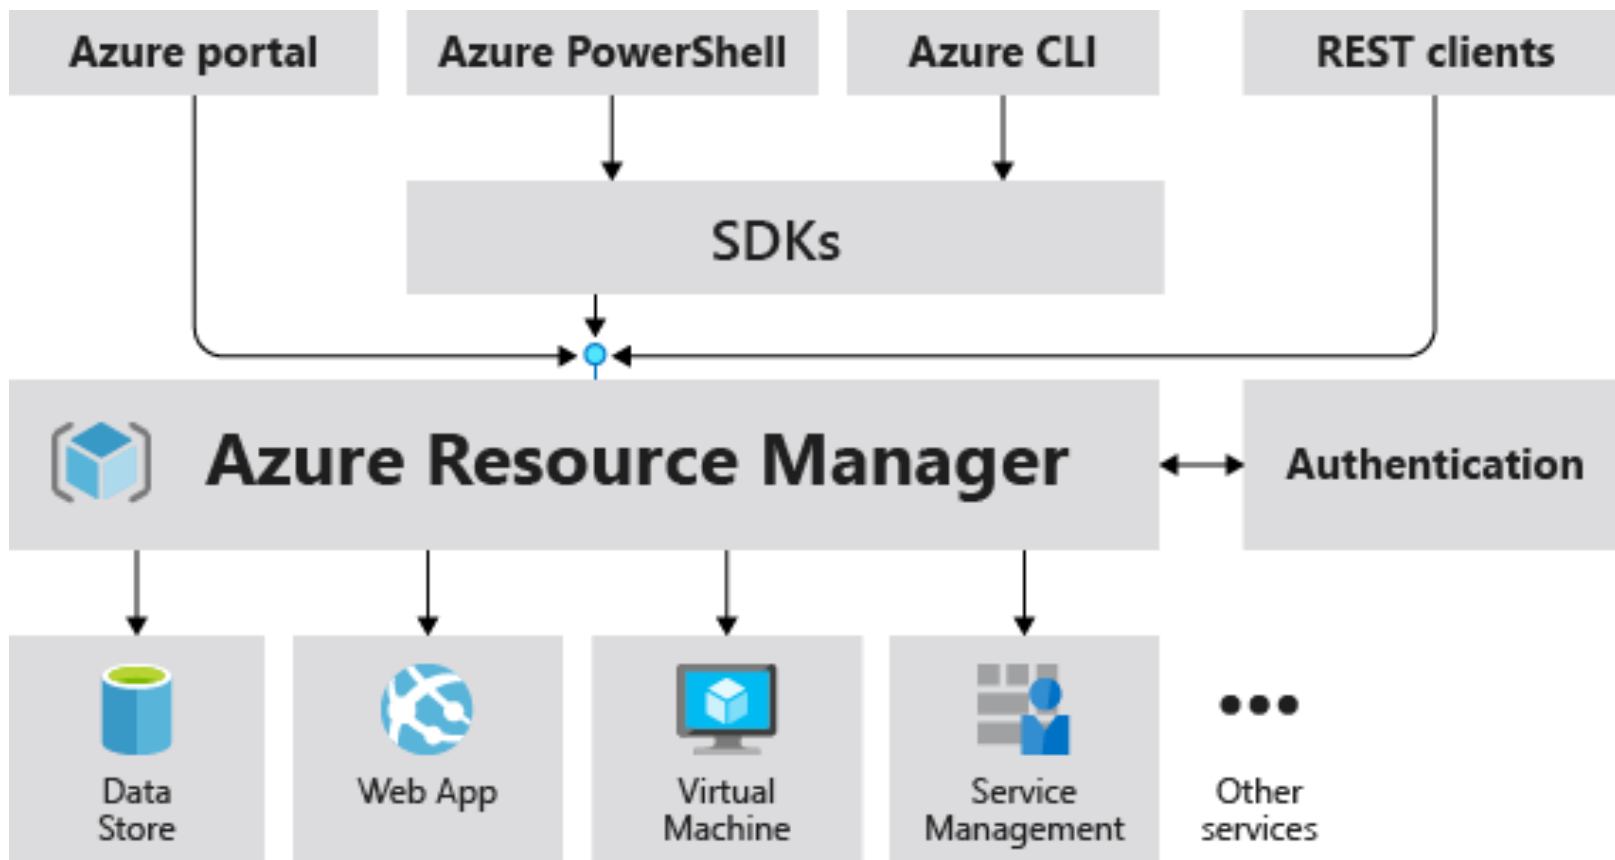 Azure portal
Azure PowerShell
Azure CLI
REST clients
SDKs
Azure Resource Manager
Authentication
Data
Store
Web App
Virtual
Machine
Service
Management
Other
services